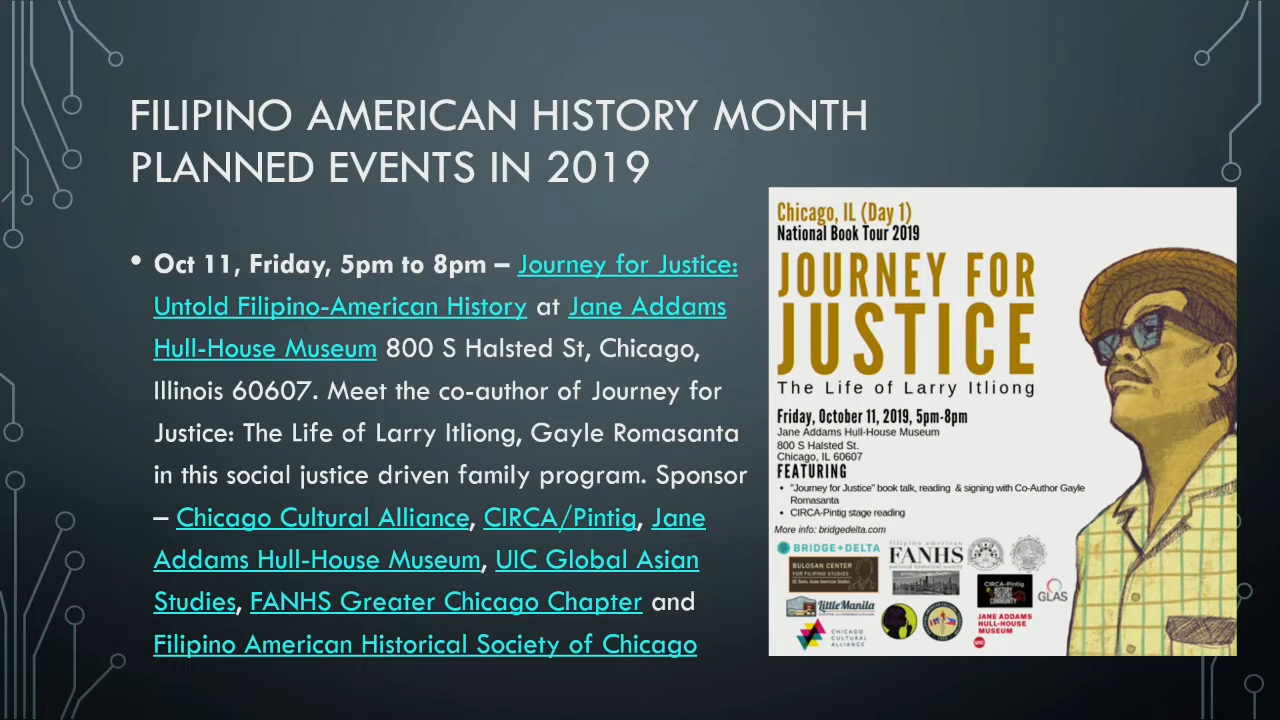 FILIPINO AMERICAN HISTORY MONTH
PLANNED EVENTS IN 2019
• Oct 11, Friday, 5pm to 8pm – Journey for Justice:
Untold Filipino-American History at Jane Addams
Hull-House Museum 800 S Halsted St, Chicago,
Illinois 60607. Meet the co-author of Journey for
Justice: The Life of Larry Itliong, Gayle Romasanta
in this social justice driven family program. Sponsor
– Chicago Cultural Alliance, CIRCA/Pintig, Jane
Addams Hull-House Museum, UIC Global Asian
Studies, FANHS Greater Chicago Chapter and
Filipino American Historical Society of Chicago
Chicago, IL (Day 1)
National Book Tour 2019
JOURNEY FOR
JUSTICE
The Life of Larry Itliong
Friday, October 11, 2019, 5pm-8pm
Jane Addams Hull-House Museum
800 S Halsted St.
Chicago, IL 60607
FEATURING
• "Journey for Justice" book talk, reading & signing with Co-Author Gayle
Romasanta
• CIRCA-Pintig stage reading
More info: bridgedelta.com
BRIDGE+DELTA
filipino american
FANHS
national historical society
BULOSAN CENTER
FOR FILIPINO STUDIES
CIRCA-Pintig
HISTORY
COMMUNITY
GLAS
Little Manila
CHICAGO
CULTURAL
ALLIANCE
JANE ADDAMS
HULL-HOUSE
MUSEUM
UIC